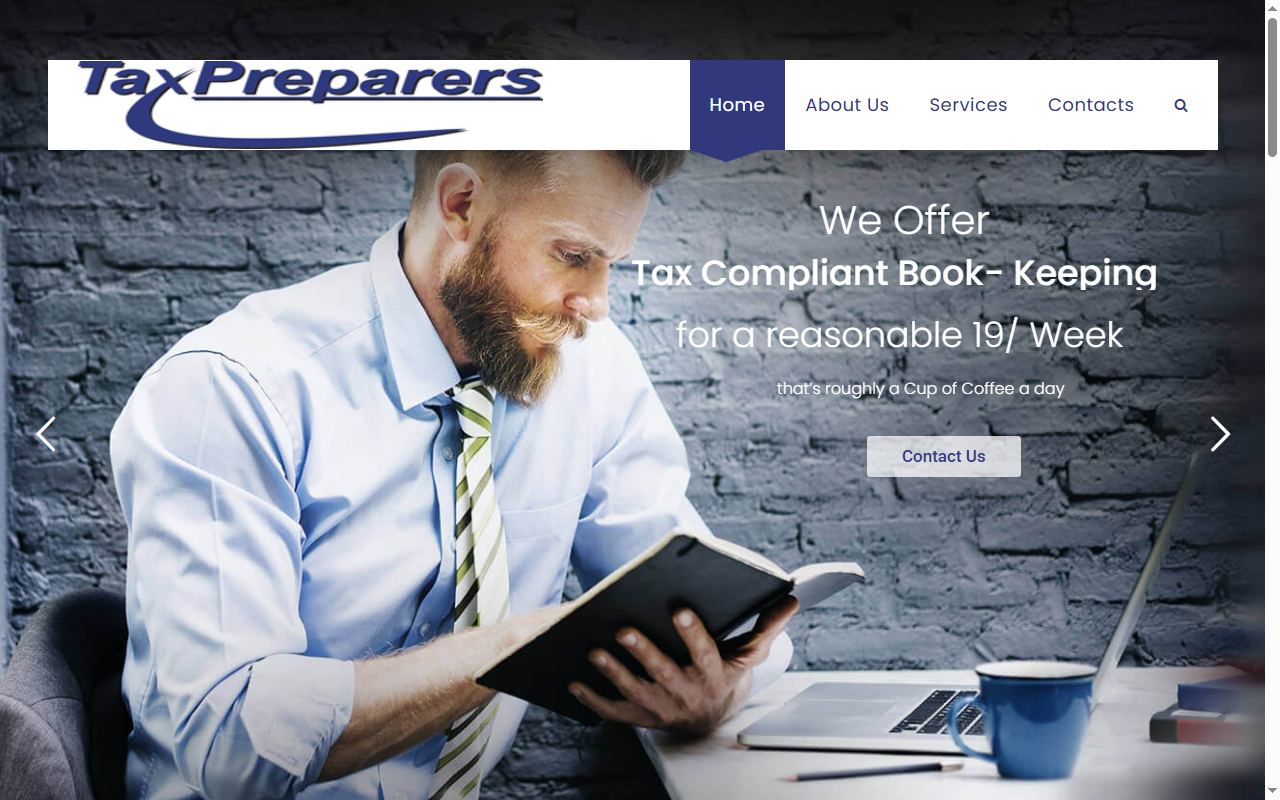 TaxPreparers
Home
About Us
Services
Contacts
We Offer
Tax Compliant Book- Keeping
for a reasonable 19/ Week
that's roughly a Cup of Coffee a day
Contact Us